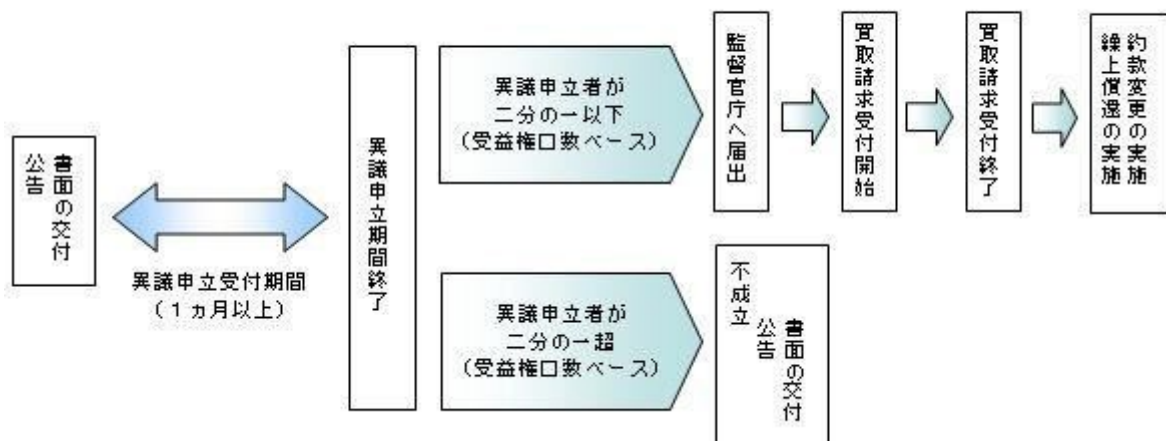 書面の交付
公告
異議申立受付期間
(1ヵ月以上)
異議申立期間終了
異議申立者が
二分の一以下
(受益権口数ベース)
監督官庁へ届出
買取請求受付開始
買取請求受付終了
約款変更の実施
繰上償還の実施
異議申立者が
二分の一超
(受益権口数ベース)
不成立
書面の交付
公告